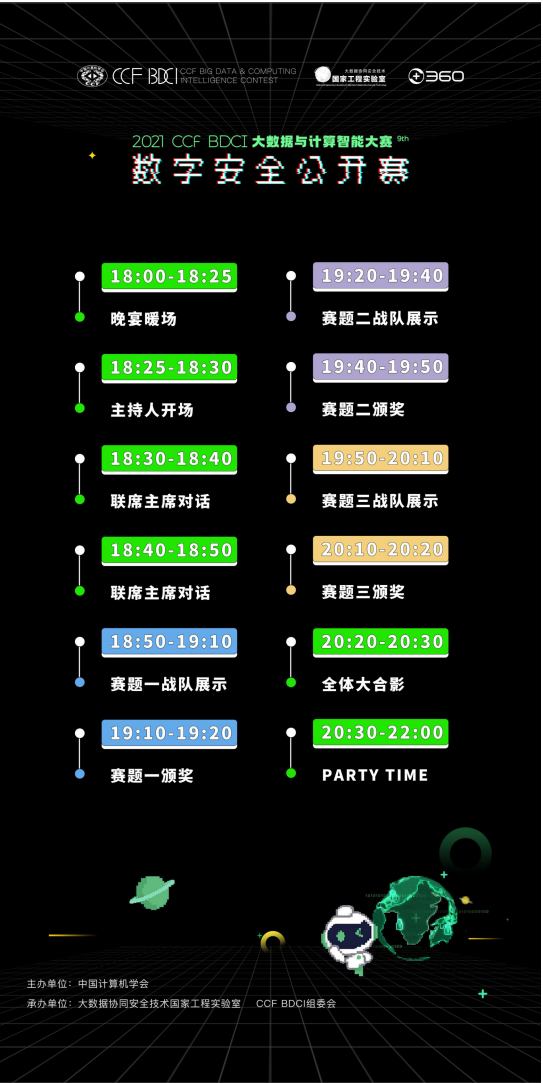 CCF BDCI
CCF BIG DATA & COMPUTING
INTELLIGENCE CONTEST
大数据协同安全技术
国家工程实验室
360
2021 CCF BDCI 大数据与计算智能大赛 9th
数字安全公开赛
18:00-18:25
晚宴暖场
18:25-18:30
主持人开场
18:30-18:40
联席主席对话
18:40-18:50
联席主席对话
18:50-19:10
赛题一战队展示
19:10-19:20
赛题一颁奖
19:20-19:40
赛题二战队展示
19:40-19:50
赛题二颁奖
19:50-20:10
赛题三战队展示
20:10-20:20
赛题三颁奖
20:20-20:30
全体大合影
20:30-22:00
PARTY TIME
主办单位：中国计算机学会
承办单位：大数据协同安全技术国家工程实验室 CCF BDCI组委会